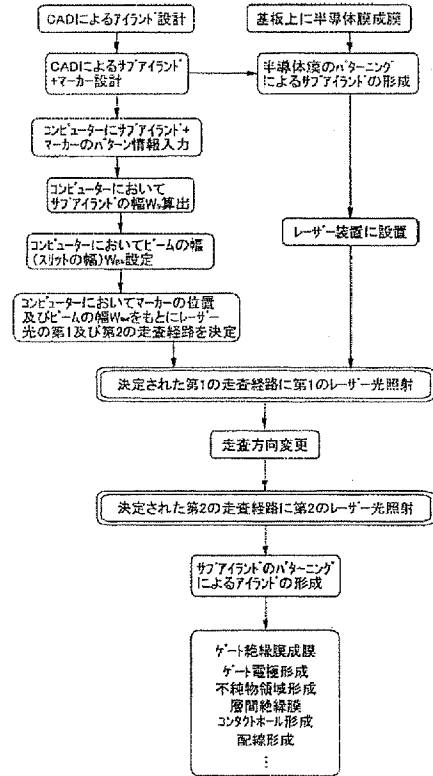 CADによるアイランド設計
基板上に半導体膜成膜
CADによるサブアイランド
+マーカー設計
半導体膜のパターニング
によるサブアイランドの形成
コンピューターにサブアイランド+
マーカーのパターン情報入力
コンピューターにおいて
サブアイランドの幅Ws算出
コンピューターにおいてビームの幅
(スリットの幅)
設定
レーザー装置に設置
コンピューターにおいてマーカーの位置
及びビームの幅
をもとにレーザー
光の第1及び第2の走査経路を決定
決定された第1の走査経路に第1のレーザー光照射
走査方向変更
決定された第2の走査経路に第2のレーザー光照射
サブアイランドのパターニング
によるアイランドの形成
ゲート絶縁膜成膜
ゲート電極形成
不純物領域形成
層間絶縁膜
コンタクトホール形成
配線形成
⋮